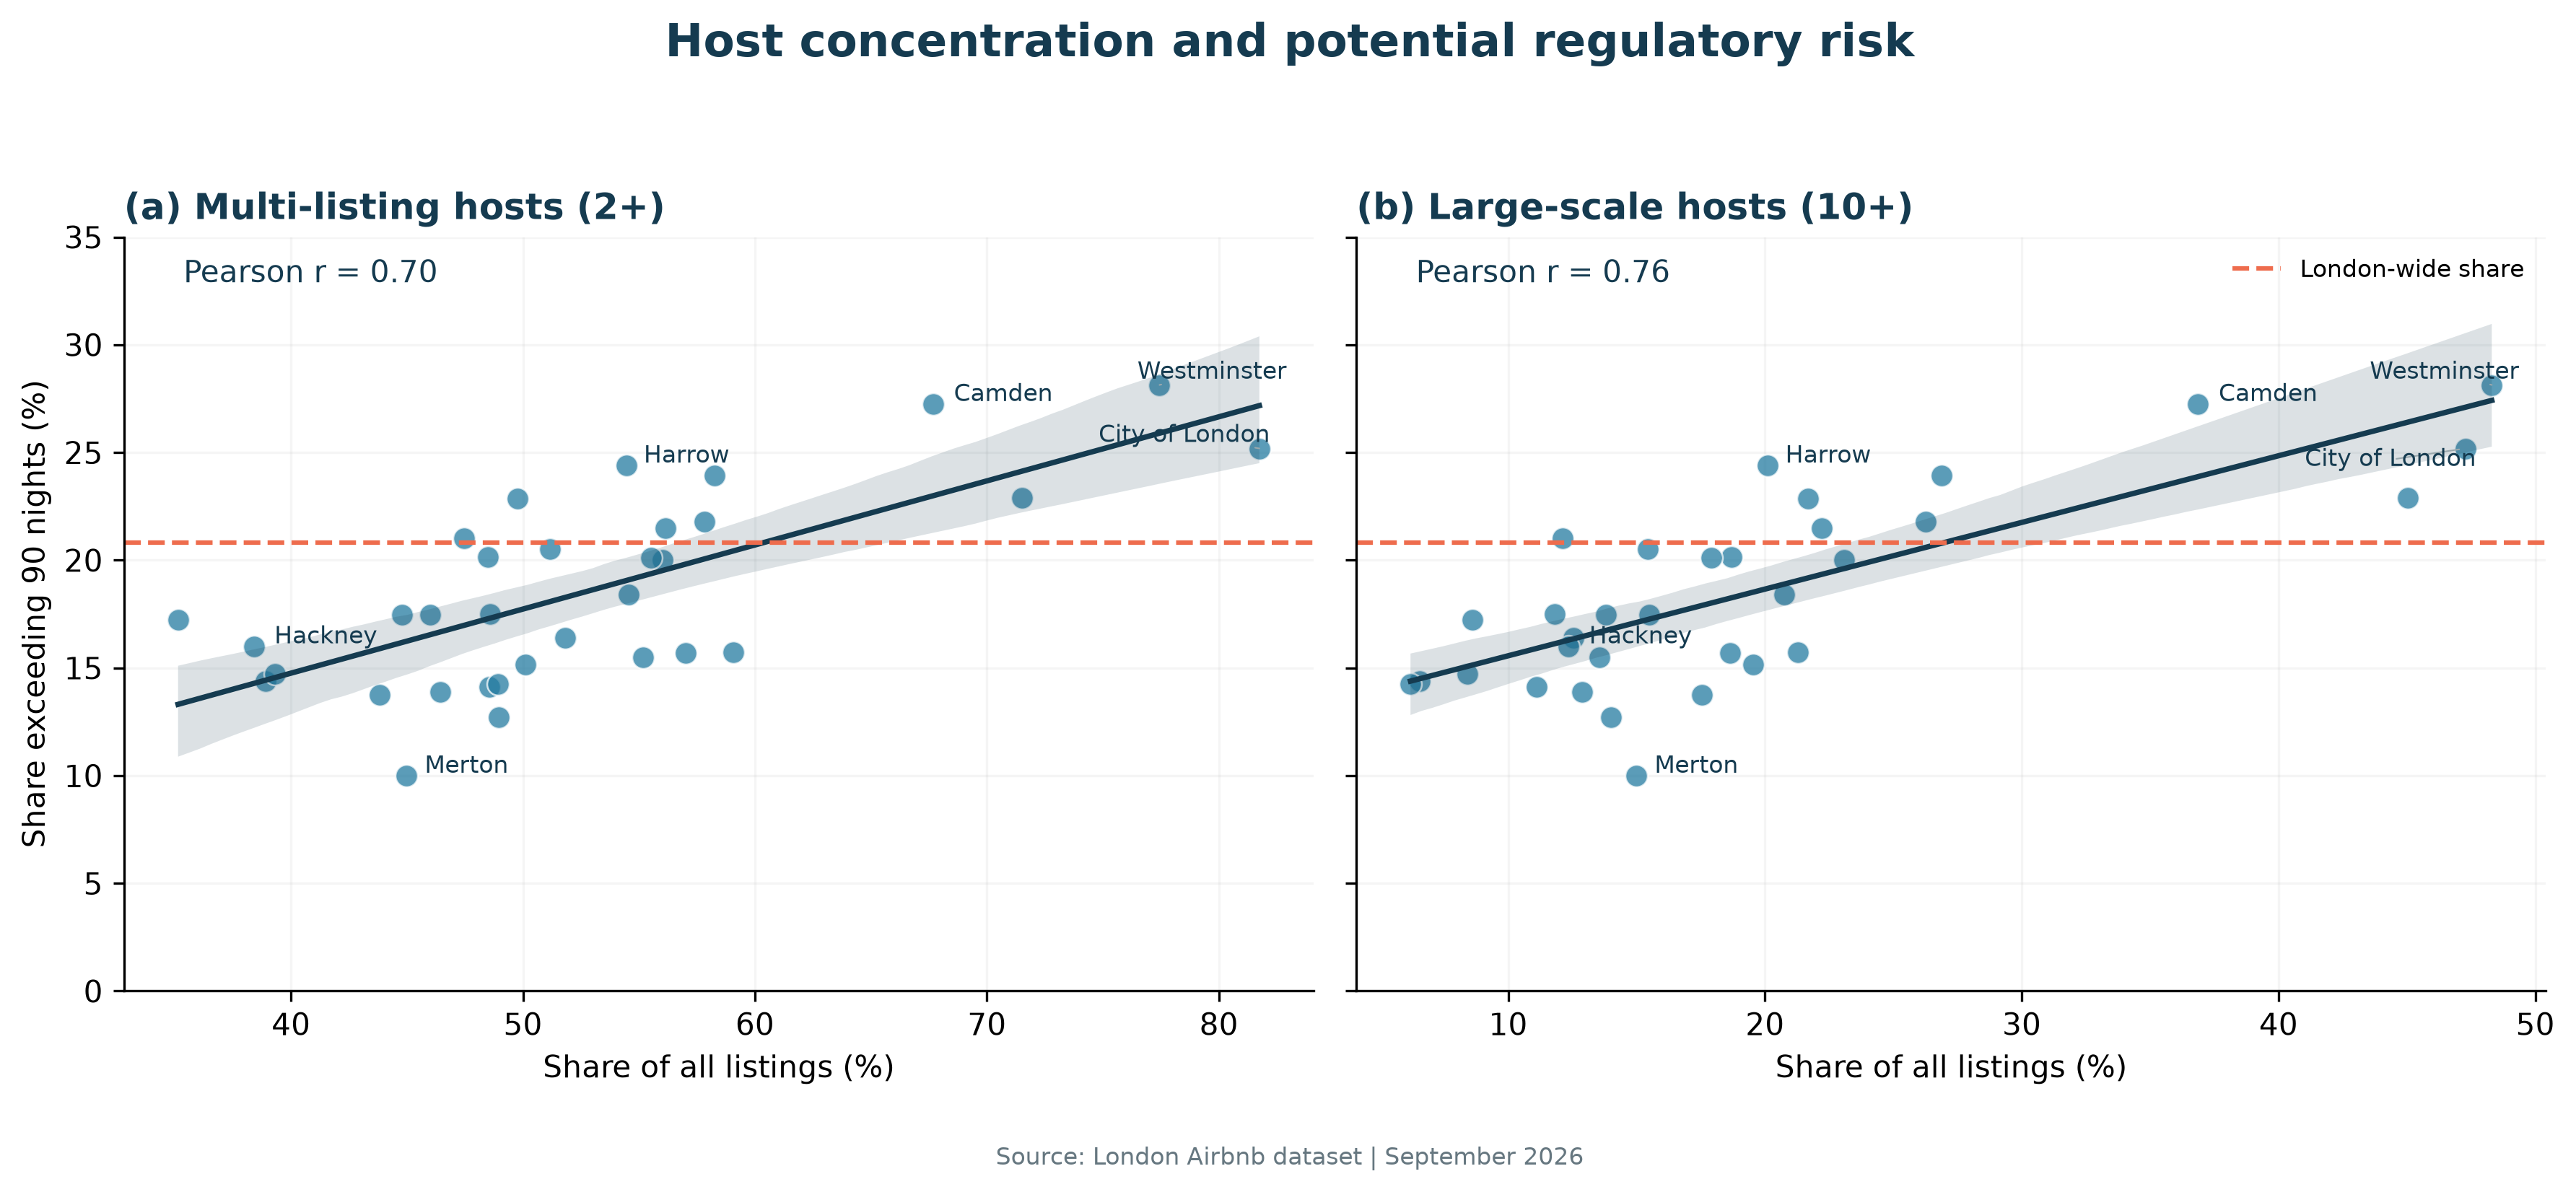 Host concentration and potential regulatory risk
(a) Multi-listing hosts (2+)
Pearson r = 0.70
Share exceeding 90 nights (%)
35
30
25
20
15
10
5
0
Westminster
Camden
City of London
Harrow
Hackney
Merton
40 50 60 70 80
Share of all listings (%)
(b) Large-scale hosts (10+)
Pearson r = 0.76
London-wide share
Westminster
Camden
Harrow
City of London
Hackney
Merton
10 20 30 40 50
Share of all listings (%)
Source: London Airbnb dataset | September 2026